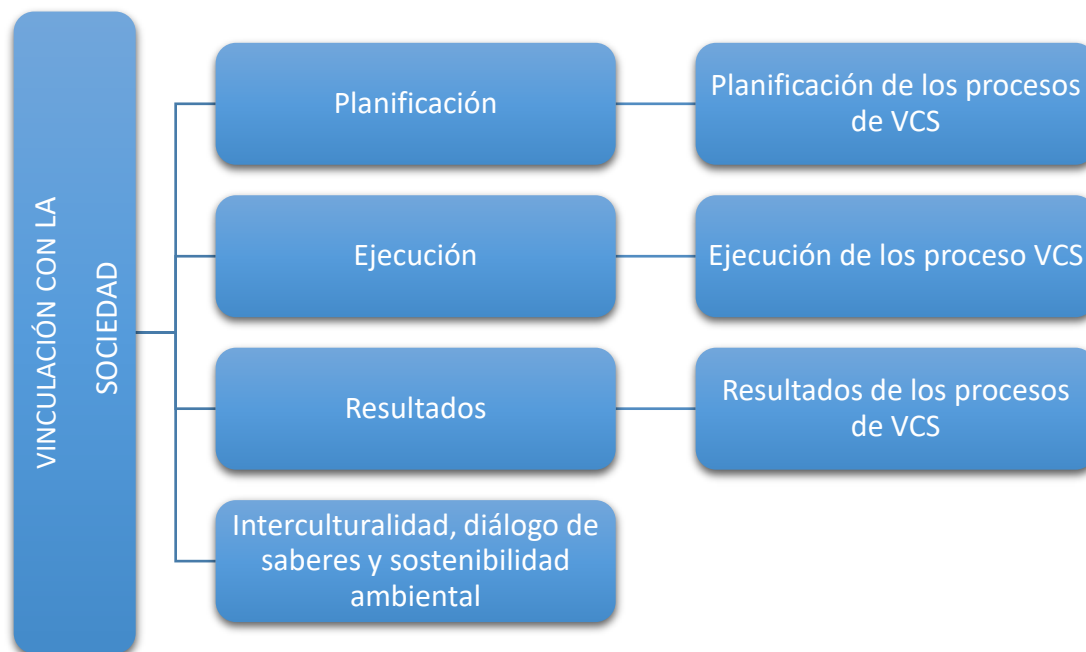 VINCULACIÓN CON LA
SOCIEDAD
Planificación
Planificación de los procesos
de VCS
Ejecución
Ejecución de los proceso VCS
Resultados
Resultados de los procesos
de VCS
Interculturalidad, diálogo de
saberes y sostenibilidad
ambiental